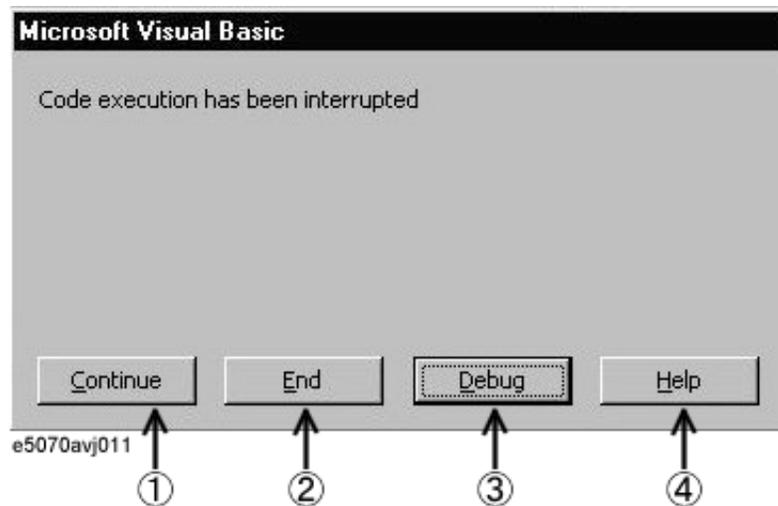 Microsoft Visual Basic
Code execution has been interrupted
Continue End Debug Help
e5070avj011
① ② ③ ④